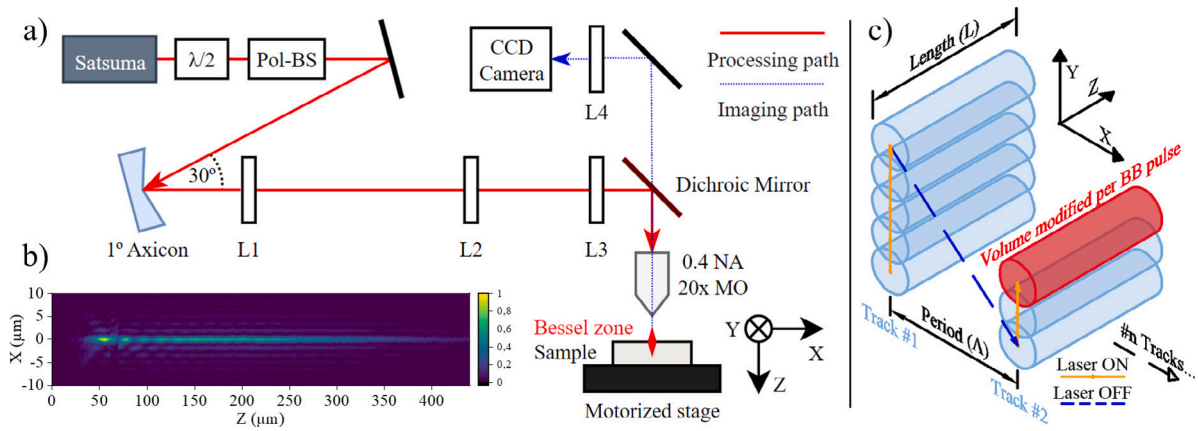 a)
Satsuma
λ/2
Pol-BS
CCD
Camera
L4
Processing path
Imaging path
30º
1º Axicon
L1
L2
L3
Dichroic Mirror
0.4 NA
20x MO
Bessel zone
Sample
Motorized stage
Y
X
Z
b)
10
5
0
-5
-10
X (μm)
0
50
100
150
200
250
300
350
400
Z (μm)
1
0.8
0.6
0.4
0.2
0
c)
Length (L)
Y
Z
X
Volume modified per BB pulse
Track #1
Period (Λ)
Track #2
#n Tracks...
Laser ON
Laser OFF